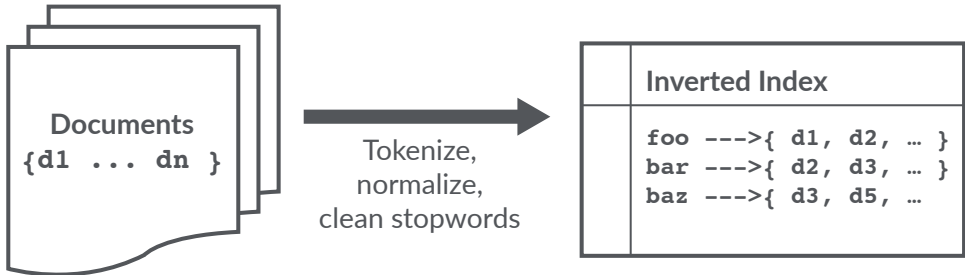 Documents
{d1 ... dn }
Tokenize,
normalize,
clean stopwords
Inverted Index
foo --->{ d1, d2, … }
bar --->{ d2, d3, … }
baz --->{ d3, d5, …